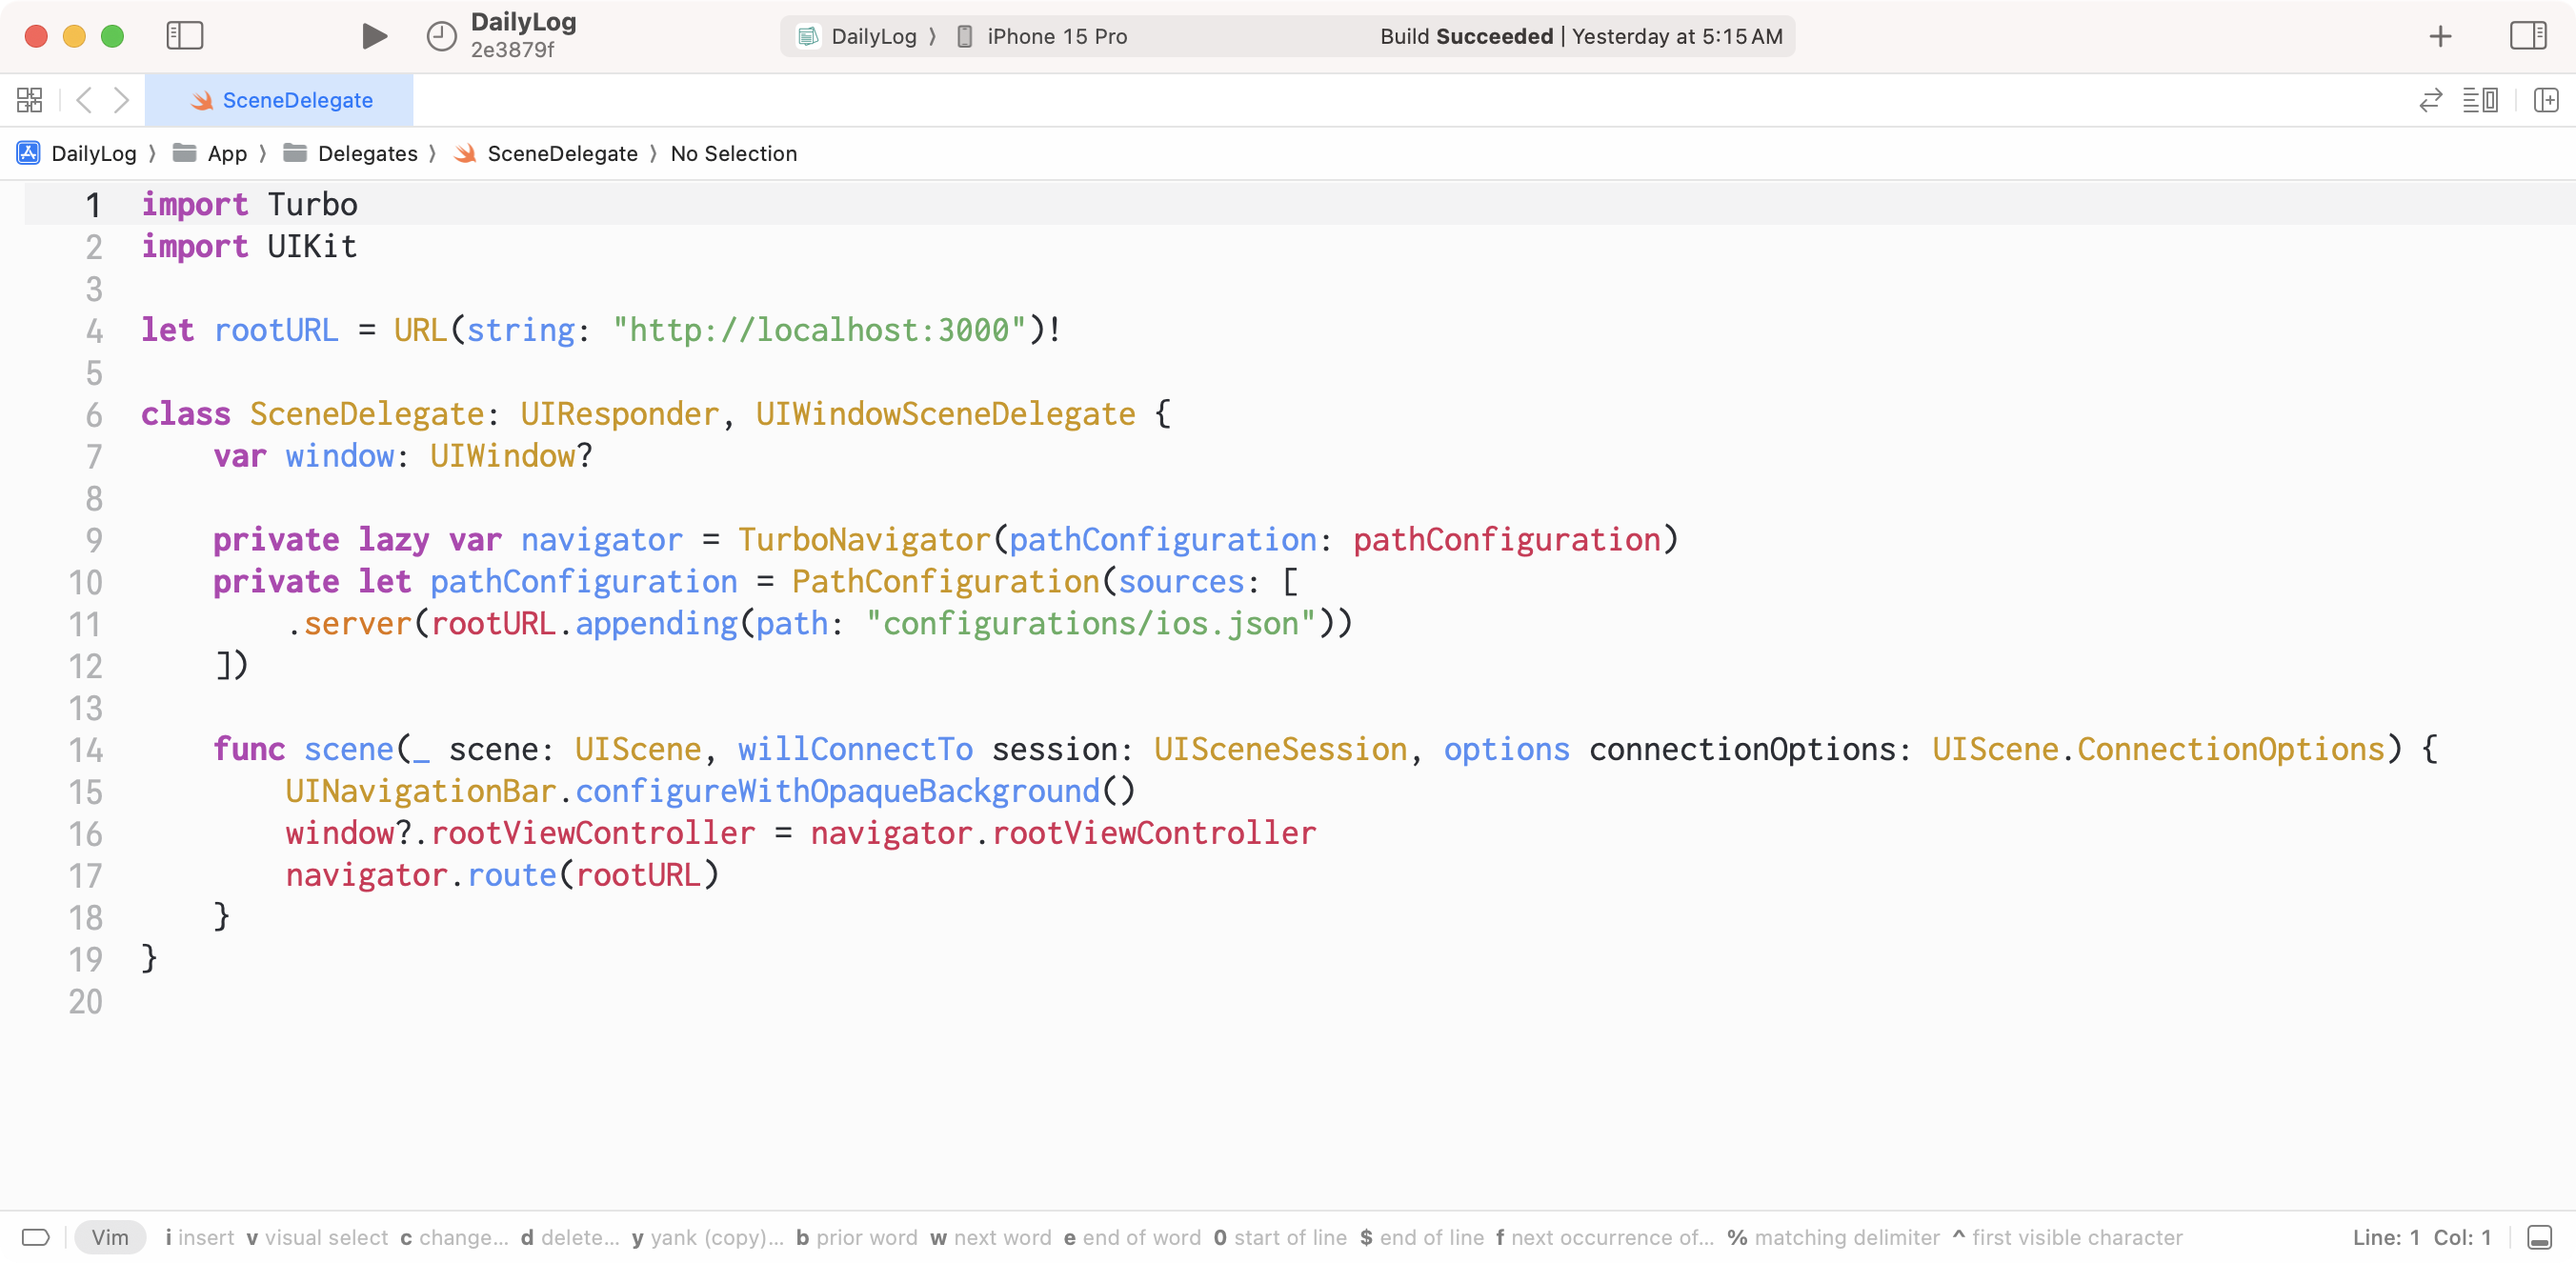 DailyLog
2e3879f
DailyLog 〉 iPhone 15 Pro
Build Succeeded | Yesterday at 5:15 AM
SceneDelegate
DailyLog 〉 App 〉 Delegates 〉 SceneDelegate 〉 No Selection
1 import Turbo
2 import UIKit
3
4 let rootURL = URL(string: "http://localhost:3000")!
5
6 class SceneDelegate: UIResponder, UIWindowSceneDelegate {
7     var window: UIWindow?
8
9     private lazy var navigator = TurboNavigator(pathConfiguration: pathConfiguration)
10     private let pathConfiguration = PathConfiguration(sources: [
11         .server(rootURL.appending(path: "configurations/ios.json"))
12     ])
13
14     func scene(_ scene: UIScene, willConnectTo session: UISceneSession, options connectionOptions: UIScene.ConnectionOptions) {
15         UINavigationBar.configureWithOpaqueBackground()
16         window?.rootViewController = navigator.rootViewController
17         navigator.route(rootURL)
18     }
19 }
20
Vim i insert v visual select c change... d delete... y yank (copy)... b prior word w next word e end of word 0 start of line $ end of line f next occurrence of... % matching delimiter ^ first visible character Line: 1 Col: 1